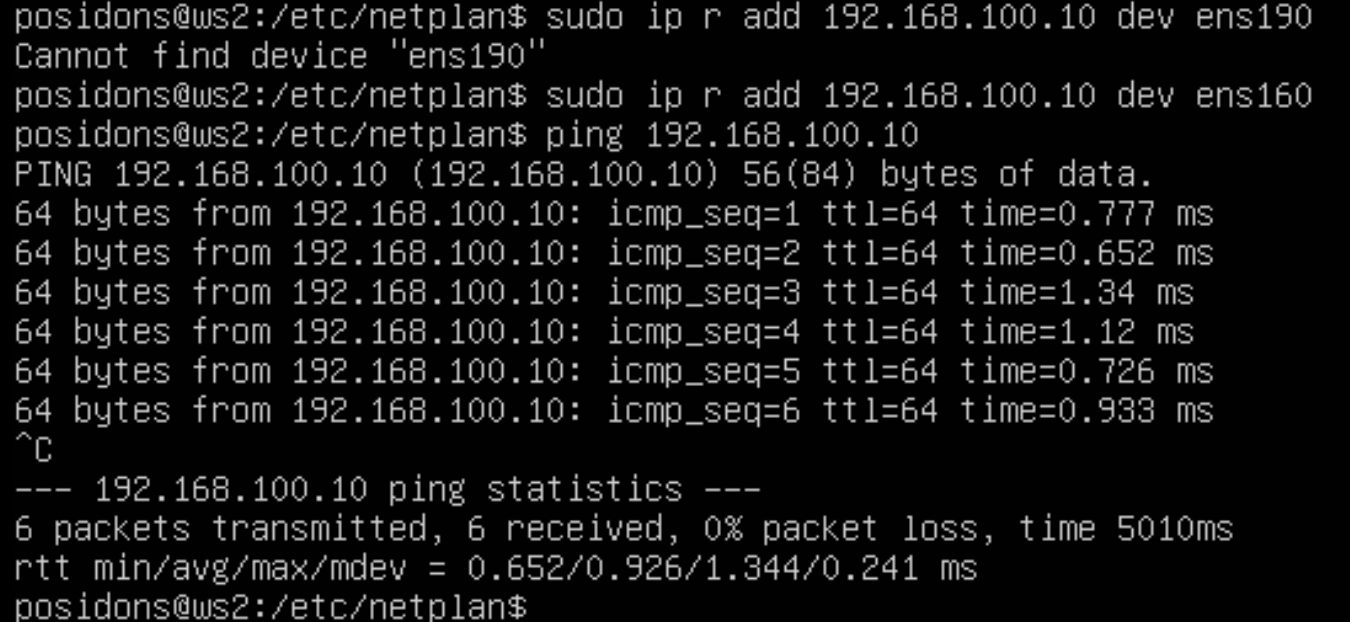 posidons@ws2:/etc/netplan$ sudo ip r add 192.168.100.10 dev ens190
Cannot find device "ens190"
posidons@ws2:/etc/netplan$ sudo ip r add 192.168.100.10 dev ens160
posidons@ws2:/etc/netplan$ ping 192.168.100.10
PING 192.168.100.10 (192.168.100.10) 56(84) bytes of data.
64 bytes from 192.168.100.10: icmp_seq=1 ttl=64 time=0.777 ms
64 bytes from 192.168.100.10: icmp_seq=2 ttl=64 time=0.652 ms
64 bytes from 192.168.100.10: icmp_seq=3 ttl=64 time=1.34 ms
64 bytes from 192.168.100.10: icmp_seq=4 ttl=64 time=1.12 ms
64 bytes from 192.168.100.10: icmp_seq=5 ttl=64 time=0.726 ms
64 bytes from 192.168.100.10: icmp_seq=6 ttl=64 time=0.933 ms
^C
--- 192.168.100.10 ping statistics ---
6 packets transmitted, 6 received, 0% packet loss, time 5010ms
rtt min/avg/max/mdev = 0.652/0.926/1.344/0.241 ms
posidons@ws2:/etc/netplan$